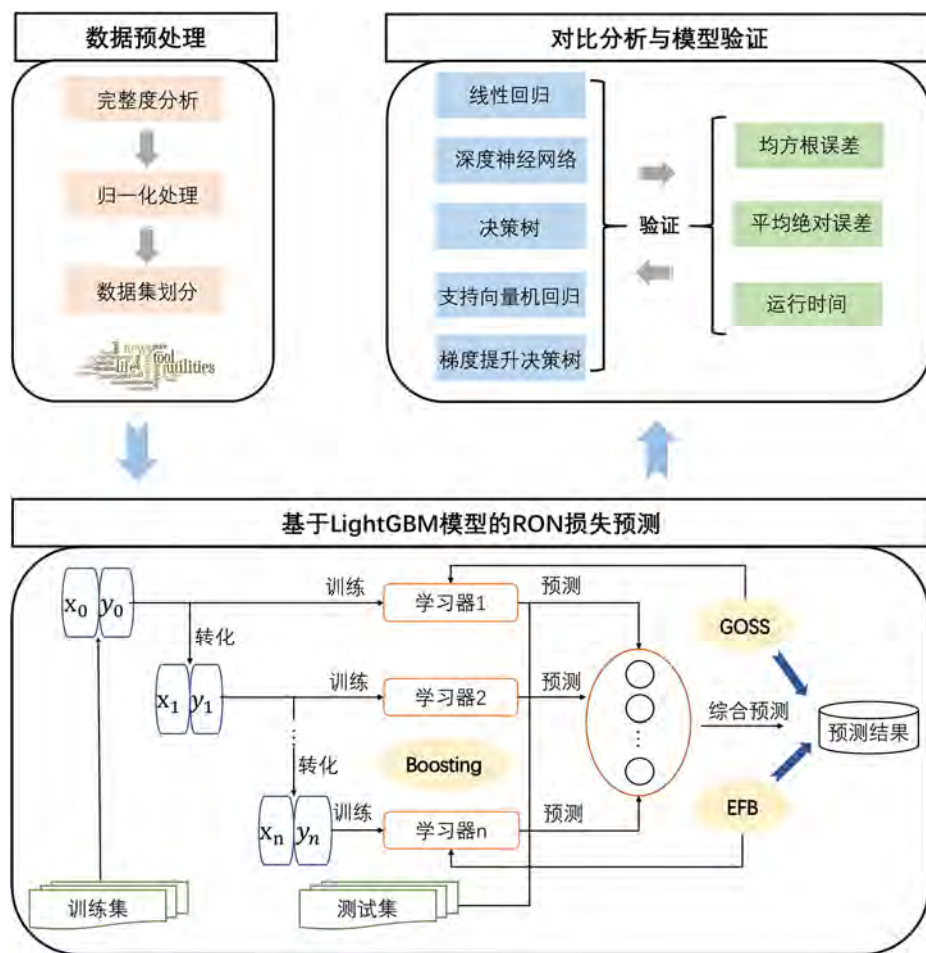 数据预处理
完整度分析
归一化处理
数据集划分
news
life
tool
utilities
对比分析与模型验证
线性回归
深度神经网络
决策树
支持向量机回归
梯度提升决策树
验证
均方根误差
平均绝对误差
运行时间
基于LightGBM模型的RON损失预测
x₀ y₀
训练
学习器1
预测
GOSS
转化
x₁ y₁
训练
学习器2
预测
综合预测
预测结果
转化
Boosting
xₙ yₙ
训练
学习器n
预测
EFB
训练集
测试集